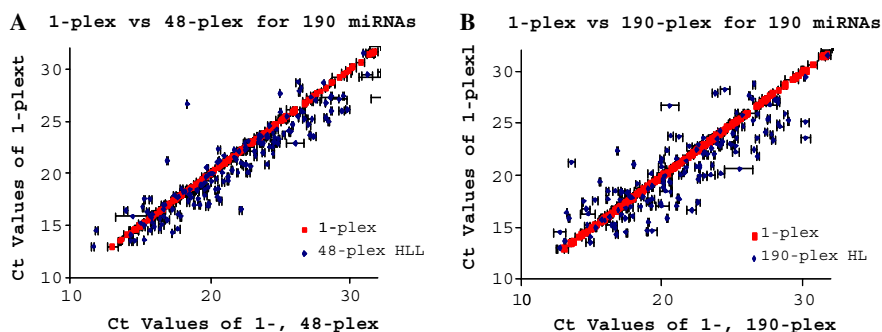 A
1-plex vs 48-plex for 190 miRNAs
Ct Values of 1-plext
30
25
20
15
10
10
20
30
1-plex
48-plex HLL
Ct Values of 1-, 48-plex
B
1-plex vs 190-plex for 190 miRNAs
Ct Values of 1-plexl
30
25
20
15
10
10
20
30
1-plex
190-plex HL
Ct Values of 1-, 190-plex